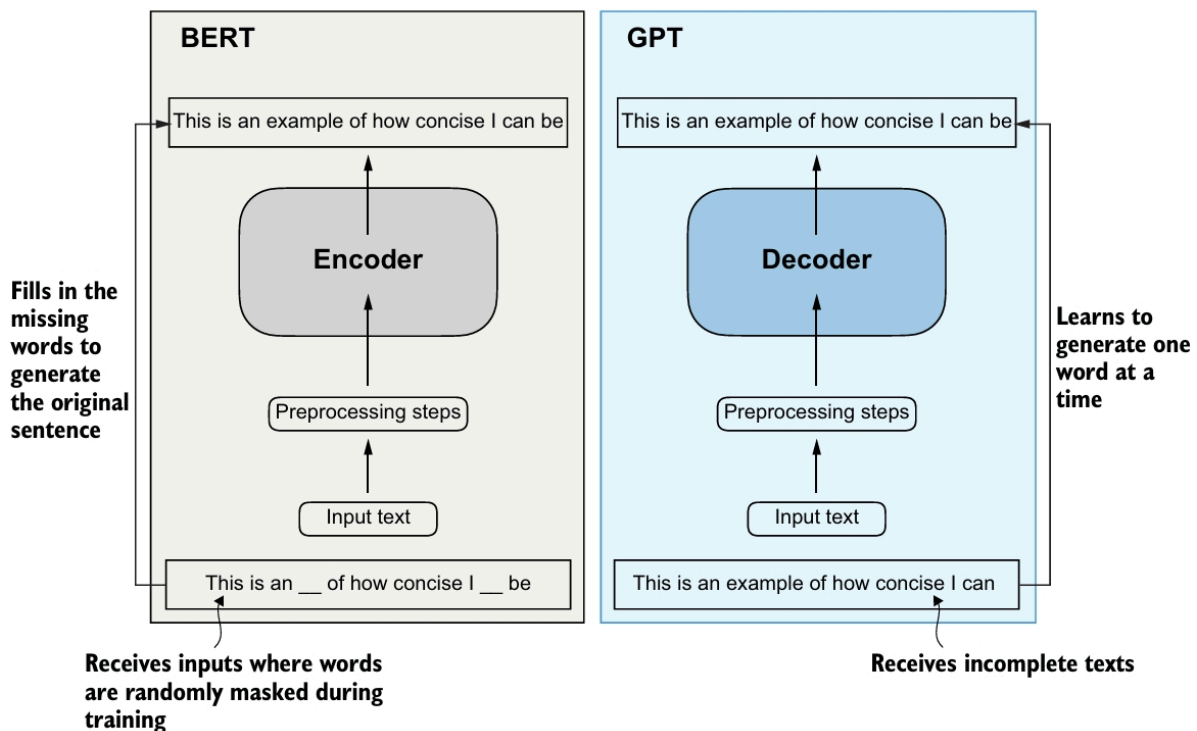 BERT
This is an example of how concise I can be
Encoder
Preprocessing steps
Input text
This is an __ of how concise I __ be
Fills in the
missing
words to
generate
the original
sentence
Receives inputs where words
are randomly masked during
training
GPT
This is an example of how concise I can be
Decoder
Preprocessing steps
Input text
This is an example of how concise I can
Learns to
generate one
word at a
time
Receives incomplete texts